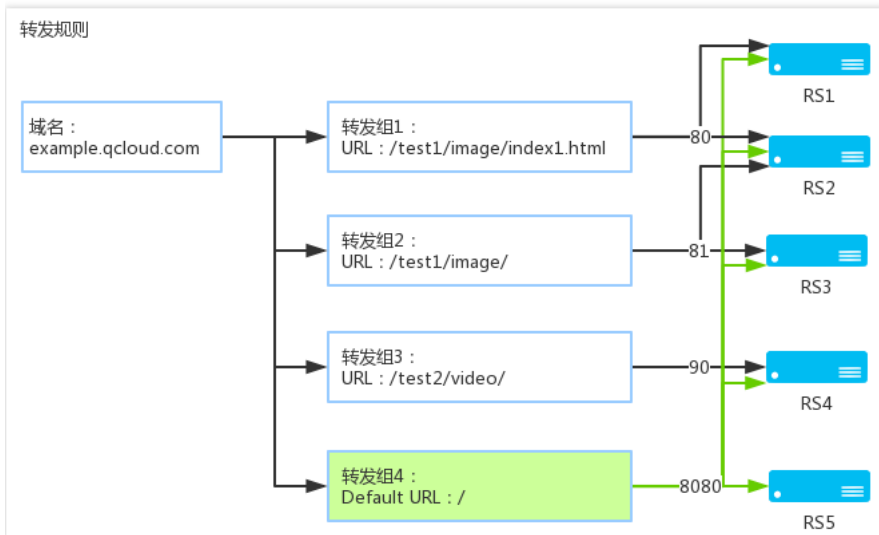 转发规则
域名：
example.qcloud.com
转发组1：
URL：/test1/image/index1.html
80
RS1
RS2
转发组2：
URL：/test1/image/
81
RS3
转发组3：
URL：/test2/video/
90
RS4
转发组4：
Default URL：/
8080
RS5